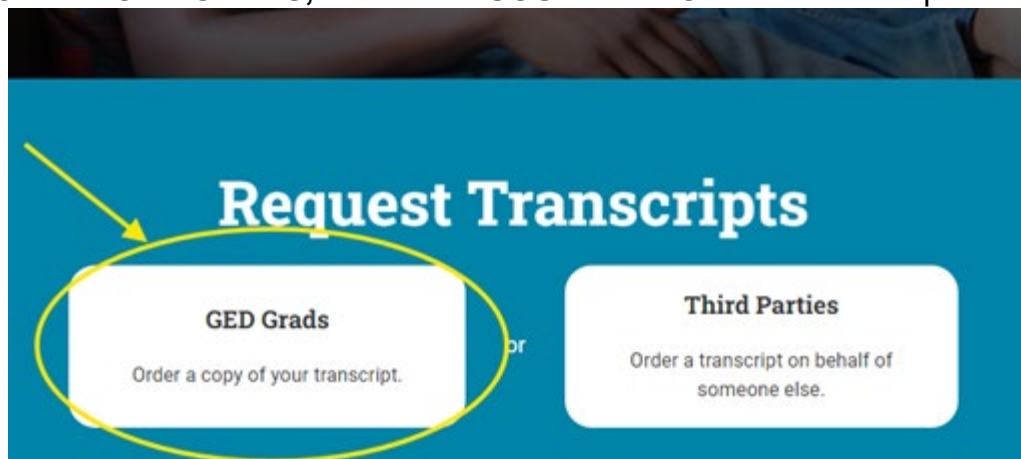 Request Transcripts
GED Grads
Order a copy of your transcript.
or
Third Parties
Order a transcript on behalf of
someone else.